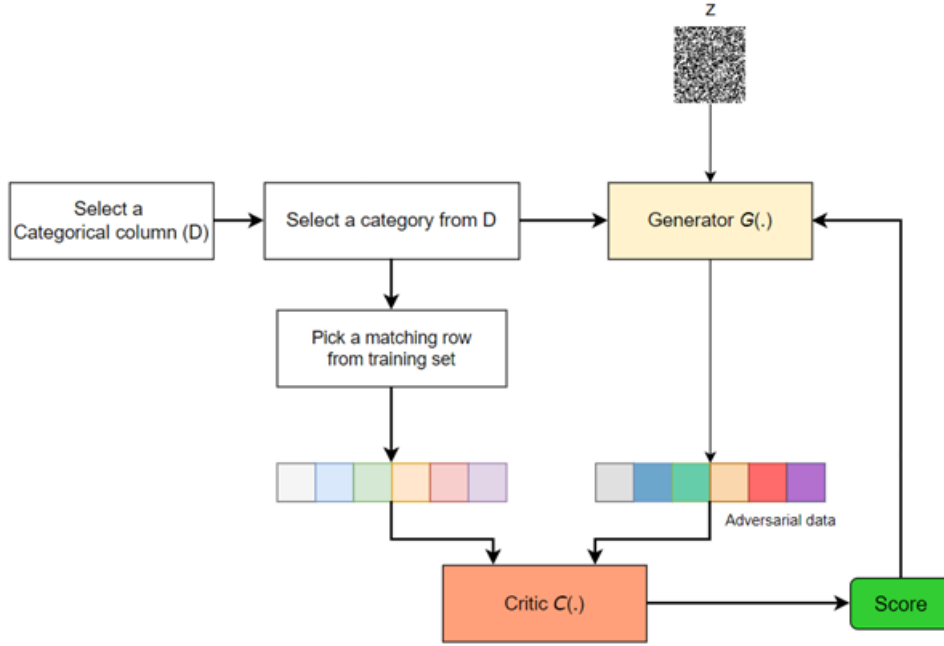 z
Select a
Categorical column (D)
Select a category from D
Generator G(.)
Pick a matching row
from training set
Adversarial data
Critic C(.)
Score